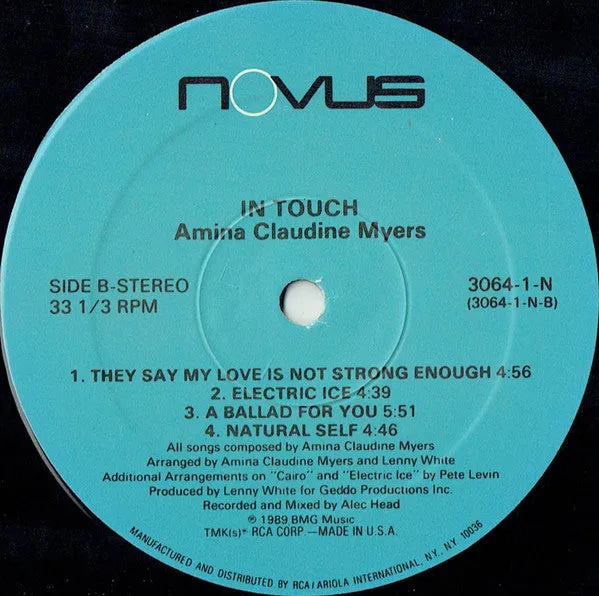 NOVUS
IN TOUCH
Amina Claudine Myers
SIDE B-STEREO
33 1/3 RPM
3064-1-N
(3064-1-N-B)
1. THEY SAY MY LOVE IS NOT STRONG ENOUGH 4:56
2. ELECTRIC ICE 4:39
3. A BALLAD FOR YOU 5:51
4. NATURAL SELF 4:46
All songs composed by Amina Claudine Myers
Arranged by Amina Claudine Myers and Lenny White
Additional Arrangements on "Cairo" and "Electric Ice" by Pete Levin
Produced by Lenny White for Geddo Productions Inc.
Recorded and Mixed by Alec Head
℗ 1989 BMG Music
TMK(s)® RCA CORP.—MADE IN U.S.A.
MANUFACTURED AND DISTRIBUTED BY RCA/ARIOLA INTERNATIONAL, N.Y., N.Y. 10036